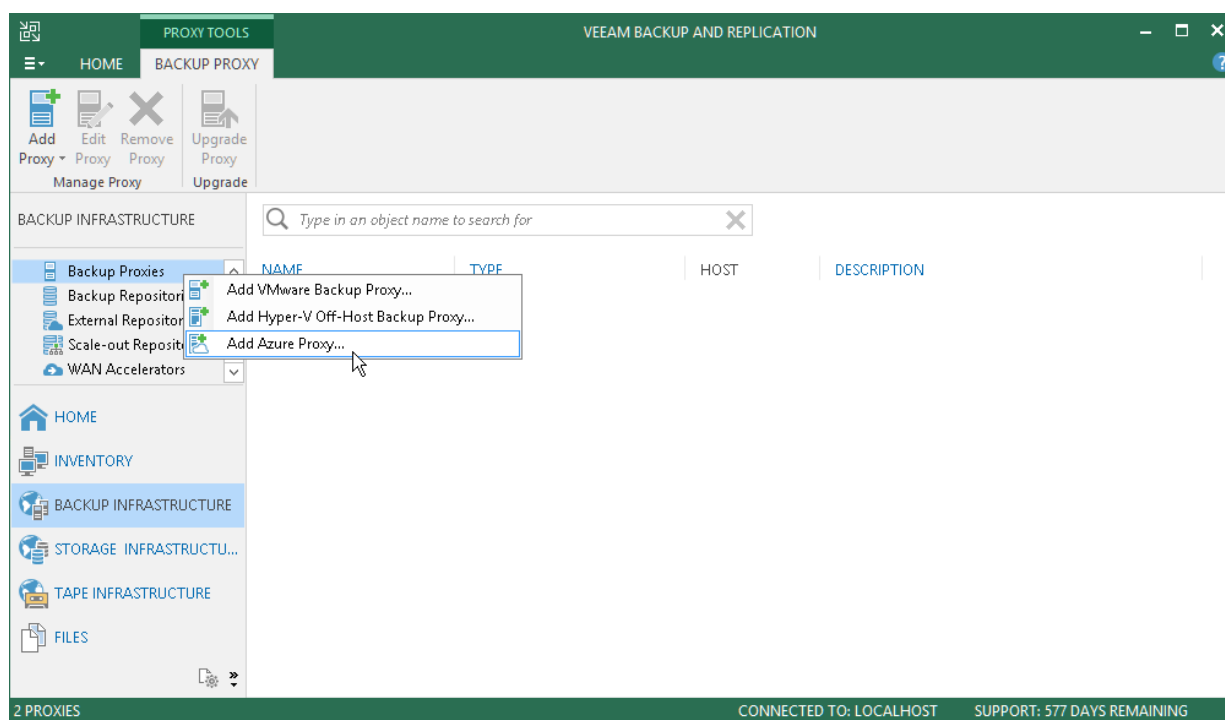 PROXY TOOLS
VEEAM BACKUP AND REPLICATION
HOME
BACKUP PROXY
?
Add Proxy
Edit Proxy
Remove Proxy
Upgrade Proxy
Manage Proxy
Upgrade
BACKUP INFRASTRUCTURE
Type in an object name to search for
Backup Proxies
Backup Repositori
External Repositor
Scale-out Reposit
WAN Accelerators
NAME
TYPE
HOST
DESCRIPTION
Add VMware Backup Proxy...
Add Hyper-V Off-Host Backup Proxy...
Add Azure Proxy...
HOME
INVENTORY
BACKUP INFRASTRUCTURE
STORAGE INFRASTRUCTU...
TAPE INFRASTRUCTURE
FILES
2 PROXIES
CONNECTED TO: LOCALHOST
SUPPORT: 577 DAYS REMAINING